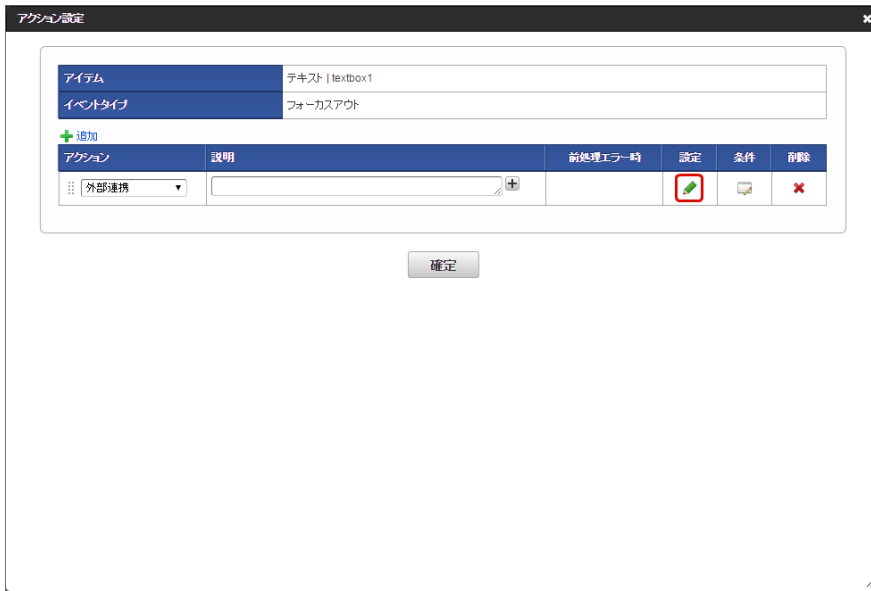 アクション設定
アイテム テキスト | textbox1
イベントタイプ フォーカスアウト
追加
アクション 説明 前処理エラー時 設定 条件 削除
外部連携
確定